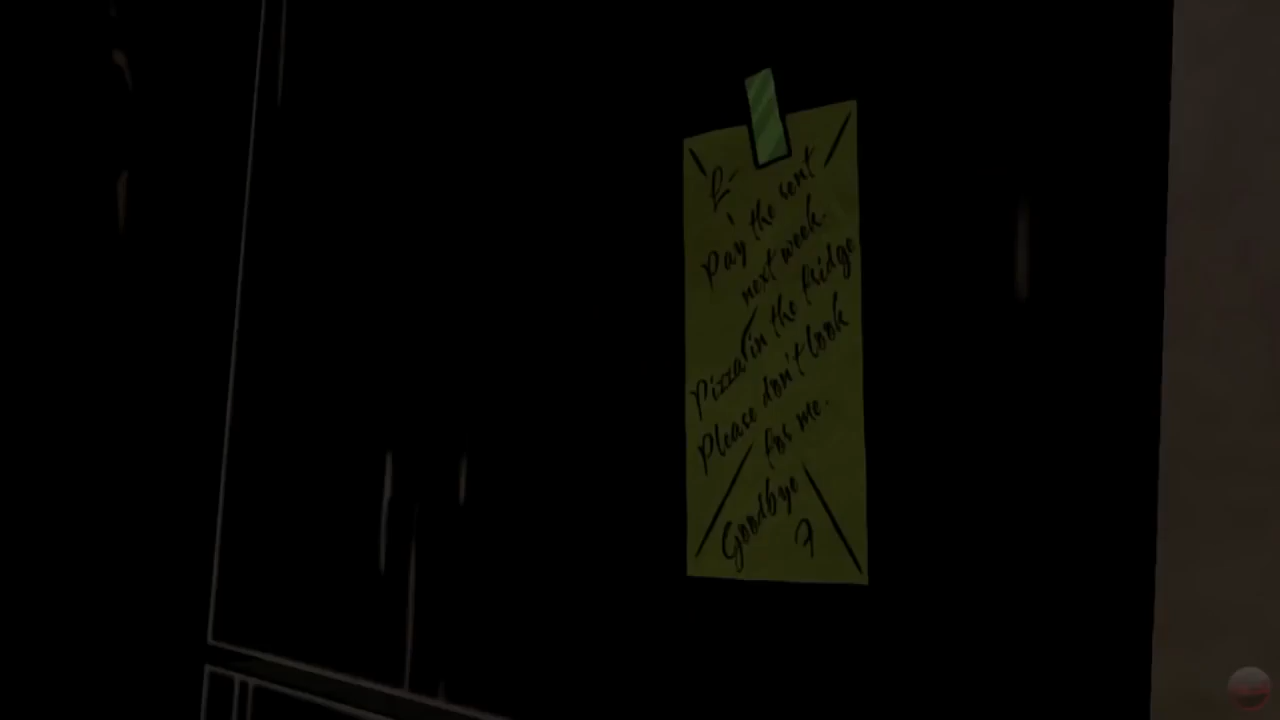 R-
Pay the rent
next week.
Pizza in the fridge
Please don't look
for me.
Goodbye
F